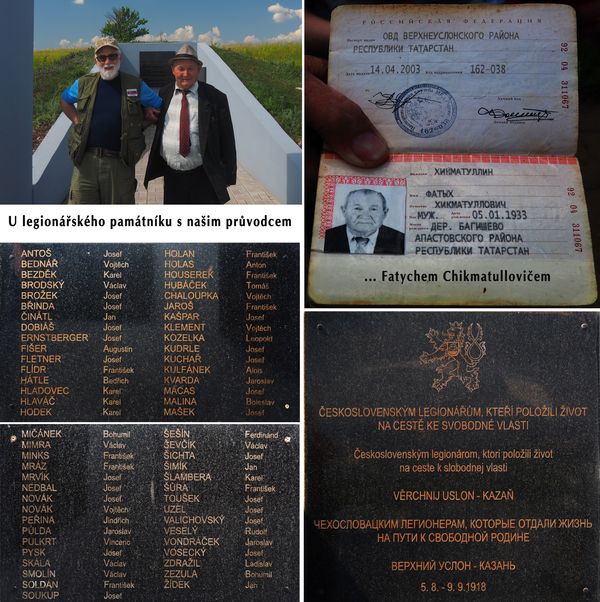 U legionářského památníku s našim průvodcem
РОССИЙСКАЯ ФЕДЕРАЦИЯ
ОВД ВЕРХНЕУСЛОНСКОГО РАЙОНА
РЕСПУБЛИКИ ТАТАРСТАН
14.04.2003
162-038
92 04 311067
ХИКМАТУЛЛИН
ФАТЫХ
ХИКМАТУЛЛОВИЧ
МУЖ. 05.01.1933
ДЕР. БАГИШЕВО
АПАСТОВСКОГО РАЙОНА
РЕСПУБЛИКИ ТАТАРСТАН
92 04 311067
... Fatychem Chikmatullovičem
ANTOŠ Josef HOLAN František
BEDNÁŘ Vojtěch HOLAS Anton
BEZDĚK Karel HOUSEREK František
BRODSKÝ Václav HUBÁČEK Tomáš
BROŽEK Josef CHALOUPKA Vojtěch
BŘINDA Josef JAROŠ František
ČINÁTL Jan KAŠPAR Josef
DOBIÁŠ Josef KLEMENT Vojtěch
ERNSTBERGER Josef KOZELKA Leopold
FIŠER Augustin KUDRLE Josef
FLETNER Josef KUCHAŘ Josef
FLÍDR František KULFÁNEK Alois
HÁTLE Bedřich KVARDA Jaroslav
HLADOVEC Karel MÁCAS Josef
HLAVÁČ Karel MALINA Boleslav
HODEK Karel MAŠEK Josef
MIČÁNEK Bohumil ŠEŠÍN Ferdinand
MIMRA Václav ŠEVČÍK Václav
MINKS František ŠICHTA Josef
MRÁZ František ŠIMÍK Jan
MRVÍK Josef ŠLAMBERA Karel
NEDBAL Josef ŠŮRA František
NOVÁK Josef TOUŠEK Josef
NOVÁK Vojtěch UZEL Josef
PEŘINA Jindřich VALICHOVSKÝ Josef
PŮLDA Jaroslav VESELÝ Rudolf
PULKRT Vincenc VONDRÁČEK Jaroslav
PYSK Josef VOSECKÝ Josef
SKÁLA Václav ZDRAŽIL Ladislav
SMOLÍN Václav ZEZULA Bohumil
SOLDÁN František ŽÍDEK Jan
SOUKUP Josef
ČESKOSLOVENSKÝM LEGIONÁŘŮM, KTEŘÍ POLOŽILI ŽIVOT
NA CESTĚ KE SVOBODNÉ VLASTI
Československým legionárom, ktorí položili život
na ceste k slobodnej vlasti
VĚRCHNIJ USLON - KAZAŇ
ЧЕХОСЛОВАЦКИМ ЛЕГИОНЕРАМ, КОТОРЫЕ ОТДАЛИ ЖИЗНЬ
НА ПУТИ К СВОБОДНОЙ РОДИНЕ
ВЕРХНИЙ УСЛОН - КАЗАНЬ
5. 8. - 9. 9.1918